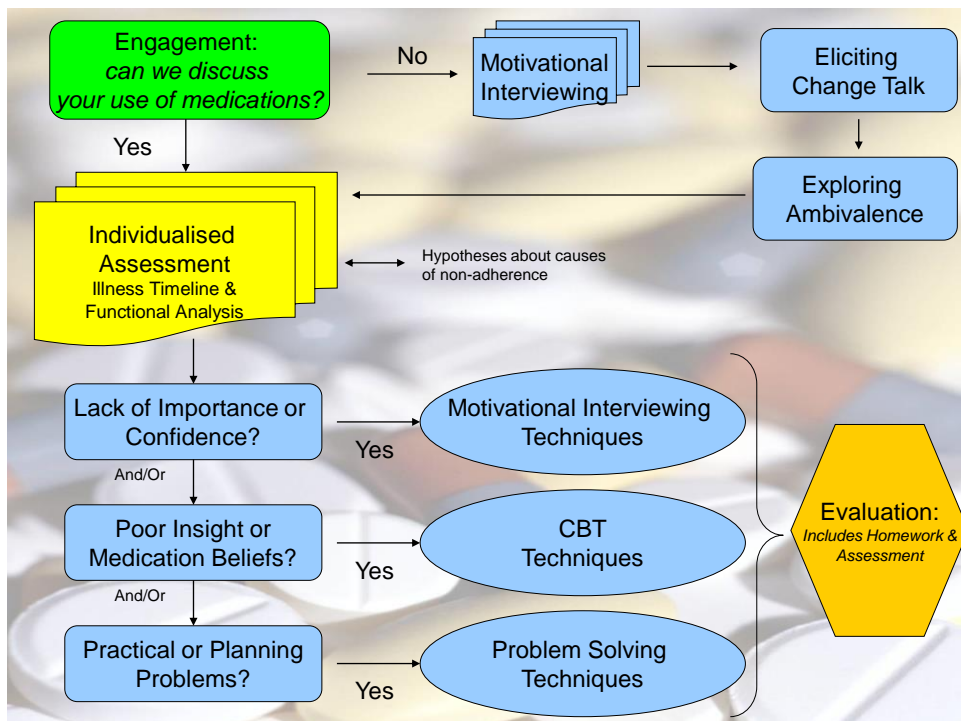 Engagement:
can we discuss
your use of medications?
No
Motivational
Interviewing
Eliciting
Change Talk
Yes
Exploring
Ambivalence
Individualised
Assessment
Illness Timeline &
Functional Analysis
Hypotheses about causes
of non-adherence
Lack of Importance or
Confidence?
Yes
Motivational Interviewing
Techniques
And/Or
Poor Insight or
Medication Beliefs?
Yes
CBT
Techniques
And/Or
Practical or Planning
Problems?
Yes
Problem Solving
Techniques
Evaluation:
Includes Homework &
Assessment